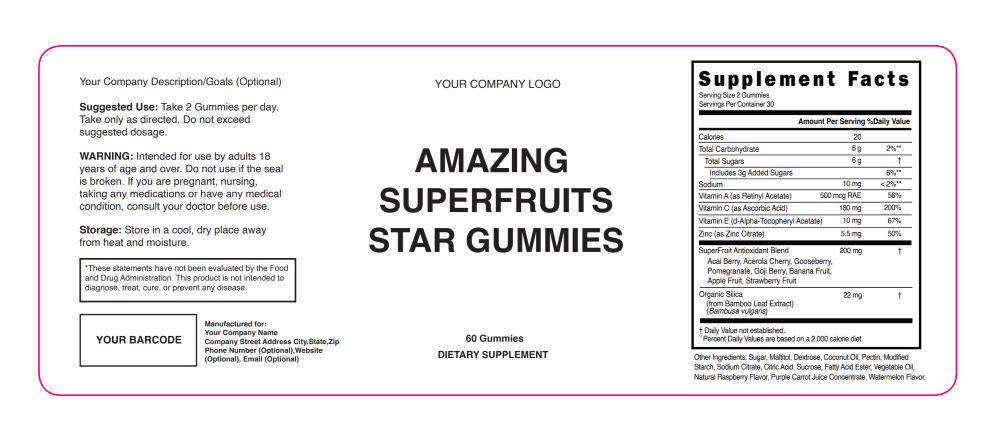 Your Company Description/Goals (Optional)
Suggested Use: Take 2 Gummies per day.
Take only as directed. Do not exceed
suggested dosage.
WARNING: Intended for use by adults 18
years of age and over. Do not use if the seal
is broken. If you are pregnant, nursing,
taking any medications or have any medical
condition, consult your doctor before use.
Storage: Store in a cool, dry place away
from heat and moisture.
*These statements have not been evaluated by the Food
and Drug Administration. This product is not intended to
diagnose, treat, cure, or prevent any disease.
YOUR BARCODE
Manufactured for:
Your Company Name
Company Street Address City,State,Zip
Phone Number (Optional),Website
(Optional), Email (Optional)
YOUR COMPANY LOGO
AMAZING
SUPERFRUITS
STAR GUMMIES
60 Gummies
DIETARY SUPPLEMENT
Supplement Facts
Serving Size 2 Gummies
Servings Per Container 30
Amount Per Serving %Daily Value
Calories 20
Total Carbohydrate 6 g 2%**
Total Sugars 6 g †
Includes 3g Added Sugars 6%**
Sodium 10 mg <2%**
Vitamin A (as Retinyl Acetate) 500 mcg RAE 56%
Vitamin C (as Ascorbic Acid) 180 mg 200%
Vitamin E (d-Alpha-Tocopheryl Acetate) 10 mg 67%
Zinc (as Zinc Citrate) 5.5 mg 50%
SuperFruit Antioxidant Blend 200 mg †
Acai Berry, Acerola Cherry, Gooseberry,
Pomegranate, Goji Berry, Banana Fruit,
Apple Fruit, Strawberry Fruit
Organic Silica 22 mg †
(from Bamboo Leaf Extract)
(Bambusa vulgaris)
† Daily Value not established.
** Percent Daily Values are based on a 2,000 calorie diet.
Other Ingredients: Sugar, Maltitol, Dextrose, Coconut Oil, Pectin, Modified
Starch, Sodium Citrate, Citric Acid, Sucrose, Fatty Acid Ester, Vegetable Oil,
Natural Raspberry Flavor, Purple Carrot Juice Concentrate, Watermelon Flavor.